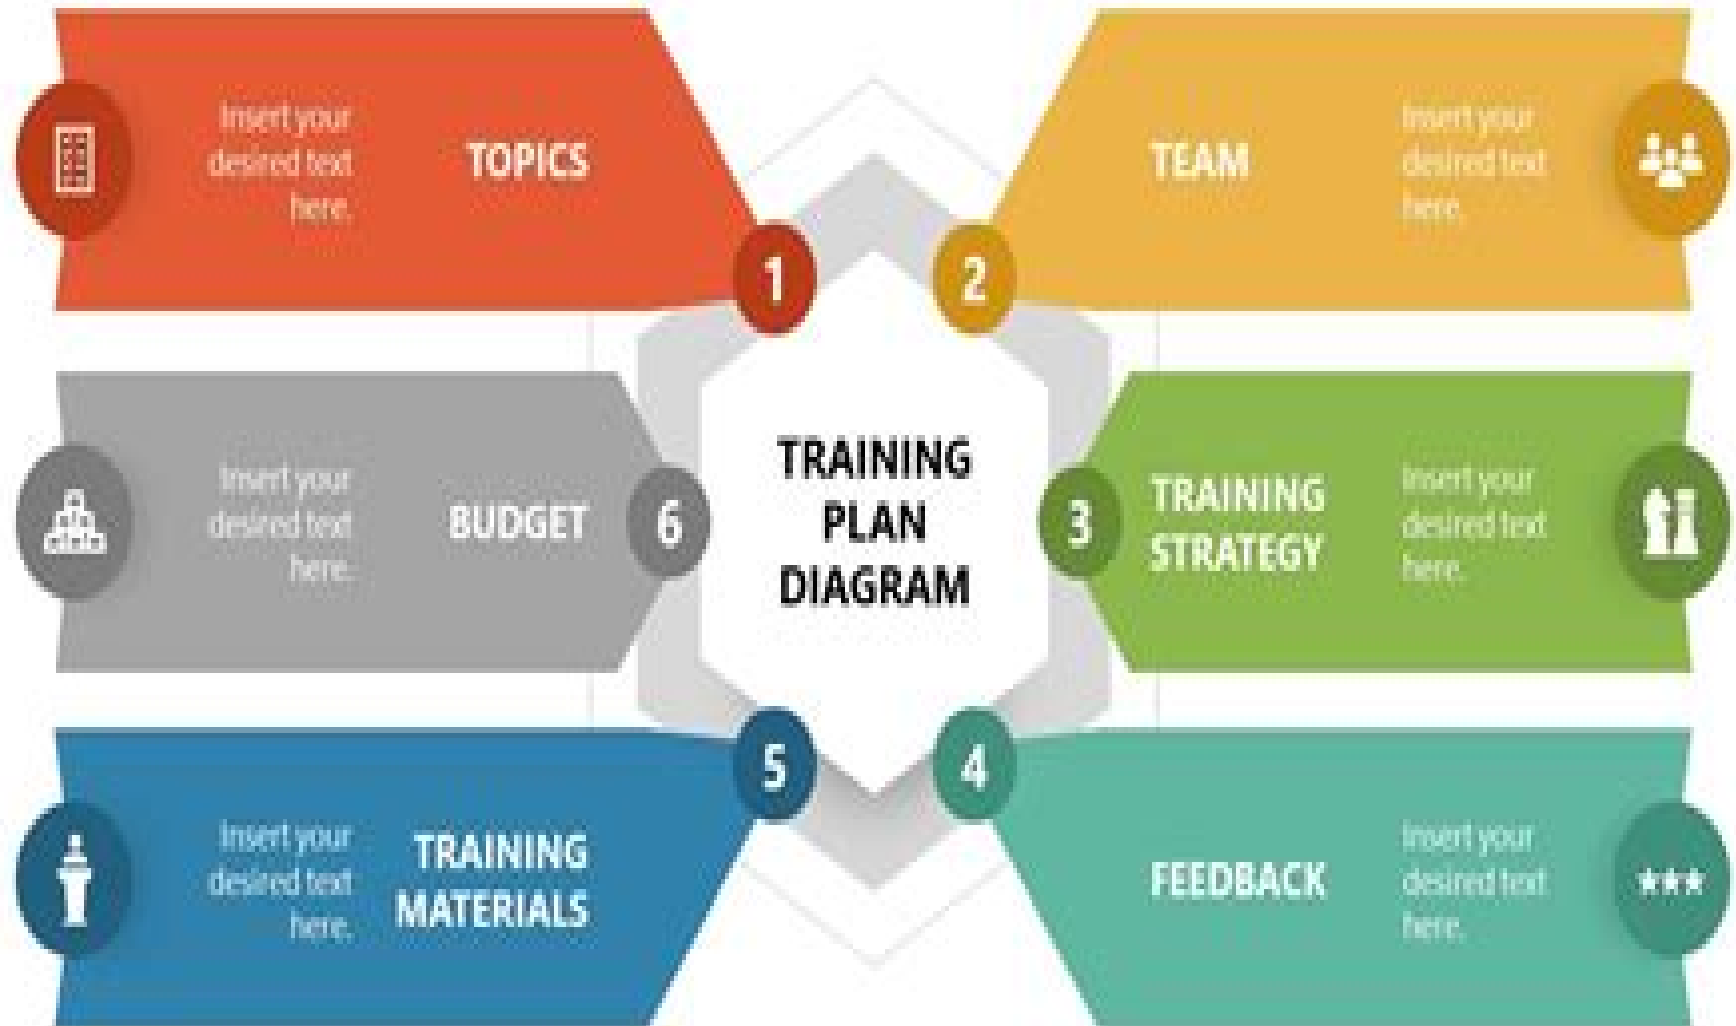 Insert your
desired text
here.
TOPICS
1
2
TEAM
Insert your
desired text
here.
TRAINING
PLAN
DIAGRAM
3
TRAINING
STRATEGY
Insert your
desired text
here.
4
FEEDBACK
Insert your
desired text
here.
Insert your
desired text
here.
TRAINING
MATERIALS
5
Insert your
desired text
here.
BUDGET
6